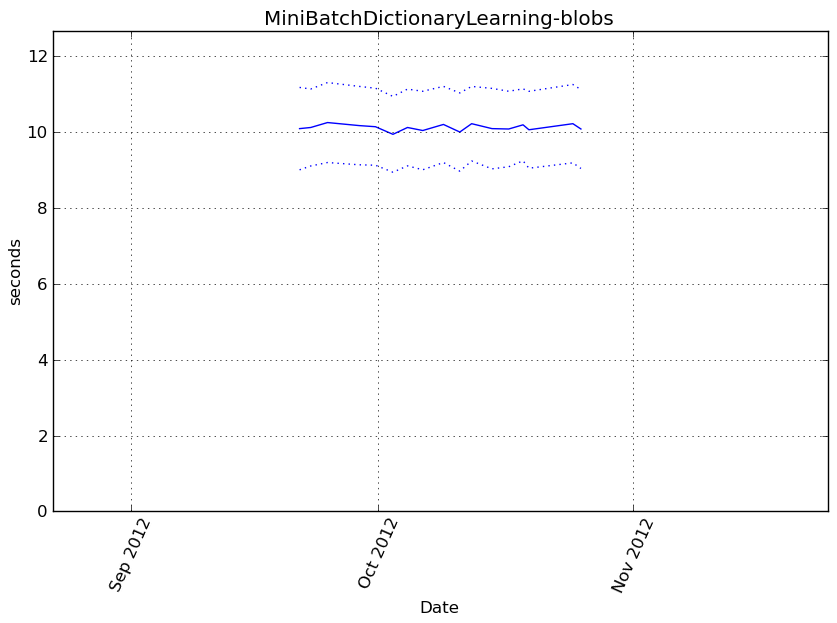 MiniBatchDictionaryLearning-blobs
12
10
8
6
4
2
0
seconds
Sep 2012
Oct 2012
Nov 2012
Date